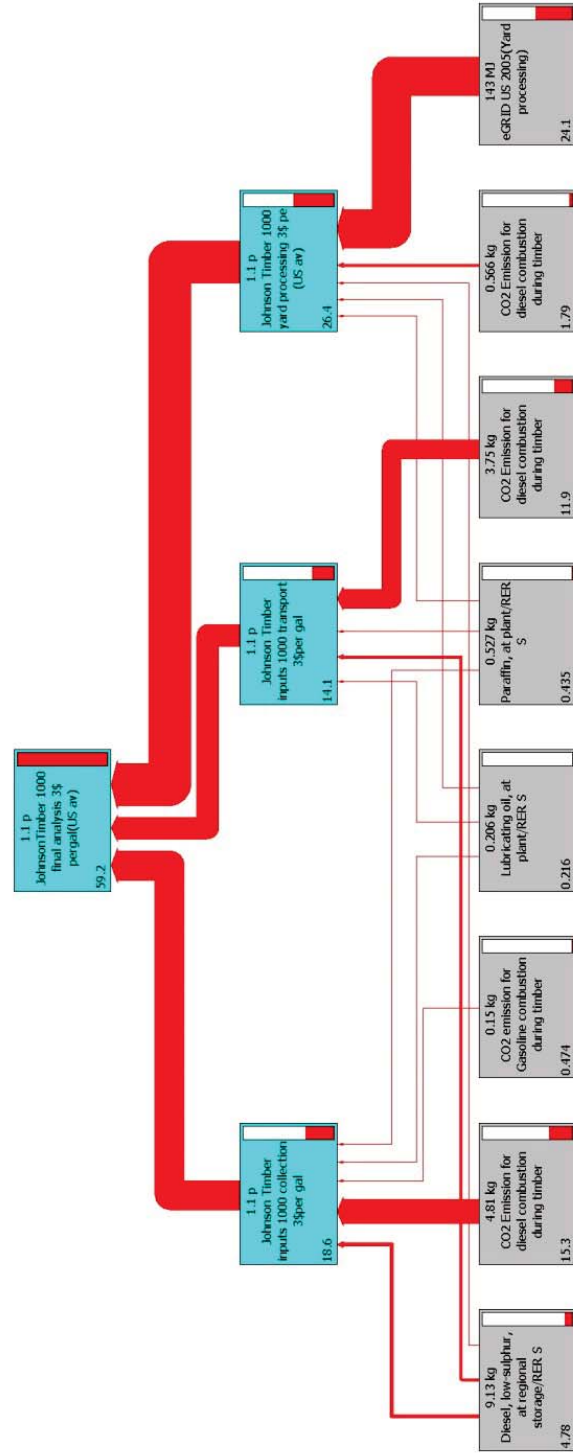 1.1 p
JohnsonTimber 1000
final analysis 3$
pergal(US av)
59.2
1.1 p
Johnson Timber
inputs 1000 collection
3$per gal
18.6
1.1 p
Johnson Timber
inputs 1000 transport
3$per gal
14.1
1.1 p
Johnson Timber 1000
yard processing 3$ pe
(US av)
26.4
9.13 kg
Diesel, low-sulphur,
at regional
storage/RER S
4.78
4.81 kg
CO2 Emission for
diesel combustion
during timber
15.3
0.15 kg
CO2 emission for
Gasoline combustion
during timber
0.474
0.206 kg
Lubricating oil, at
plant/RER S
0.216
0.527 kg
Paraffin, at plant/RER
S
0.435
3.75 kg
CO2 Emission for
diesel combustion
during timber
11.9
0.566 kg
CO2 Emission for
diesel combustion
during timber
1.79
143 MJ
eGRID US 2005(Yard
processing)
24.1